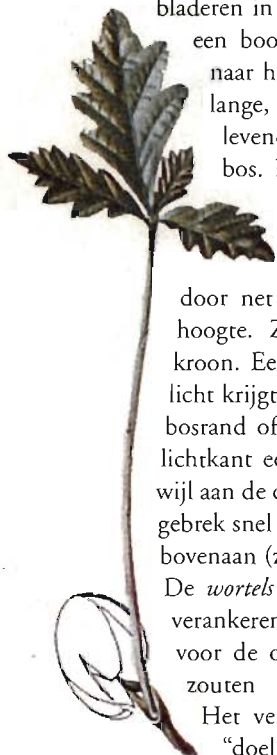 bladeren in
een boo
naar h
lange,
leven
bos.
door net
hoogte.
kroon. Ee
licht krijgt
bosrand of
lichtkant e
wijl aan de
gebrek snel
bovenaan (z
De wortels
verankeren
voor de o
zouten
Het ve
“doel